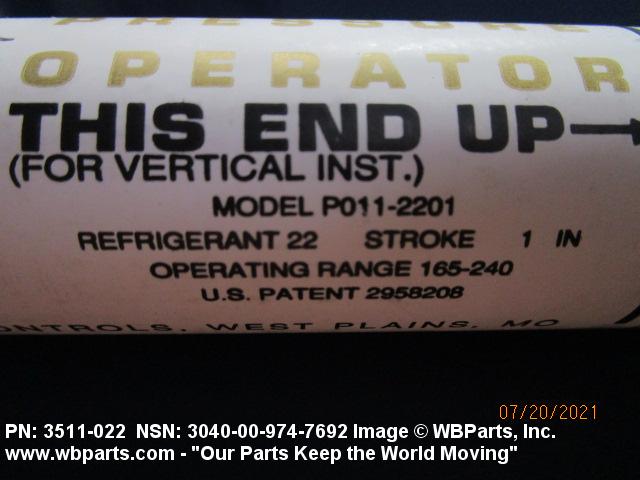 PRESSURE
OPERATOR
THIS END UP→
(FOR VERTICAL INST.)
MODEL P011-2201
REFRIGERANT 22 STROKE 1 IN
OPERATING RANGE 165-240
U.S. PATENT 2958208
CONTROLS, WEST PLAINS, MO
07/20/2021
PN: 3511-022 NSN: 3040-00-974-7692 Image © WBParts, Inc.
www.wbparts.com - "Our Parts Keep the World Moving"